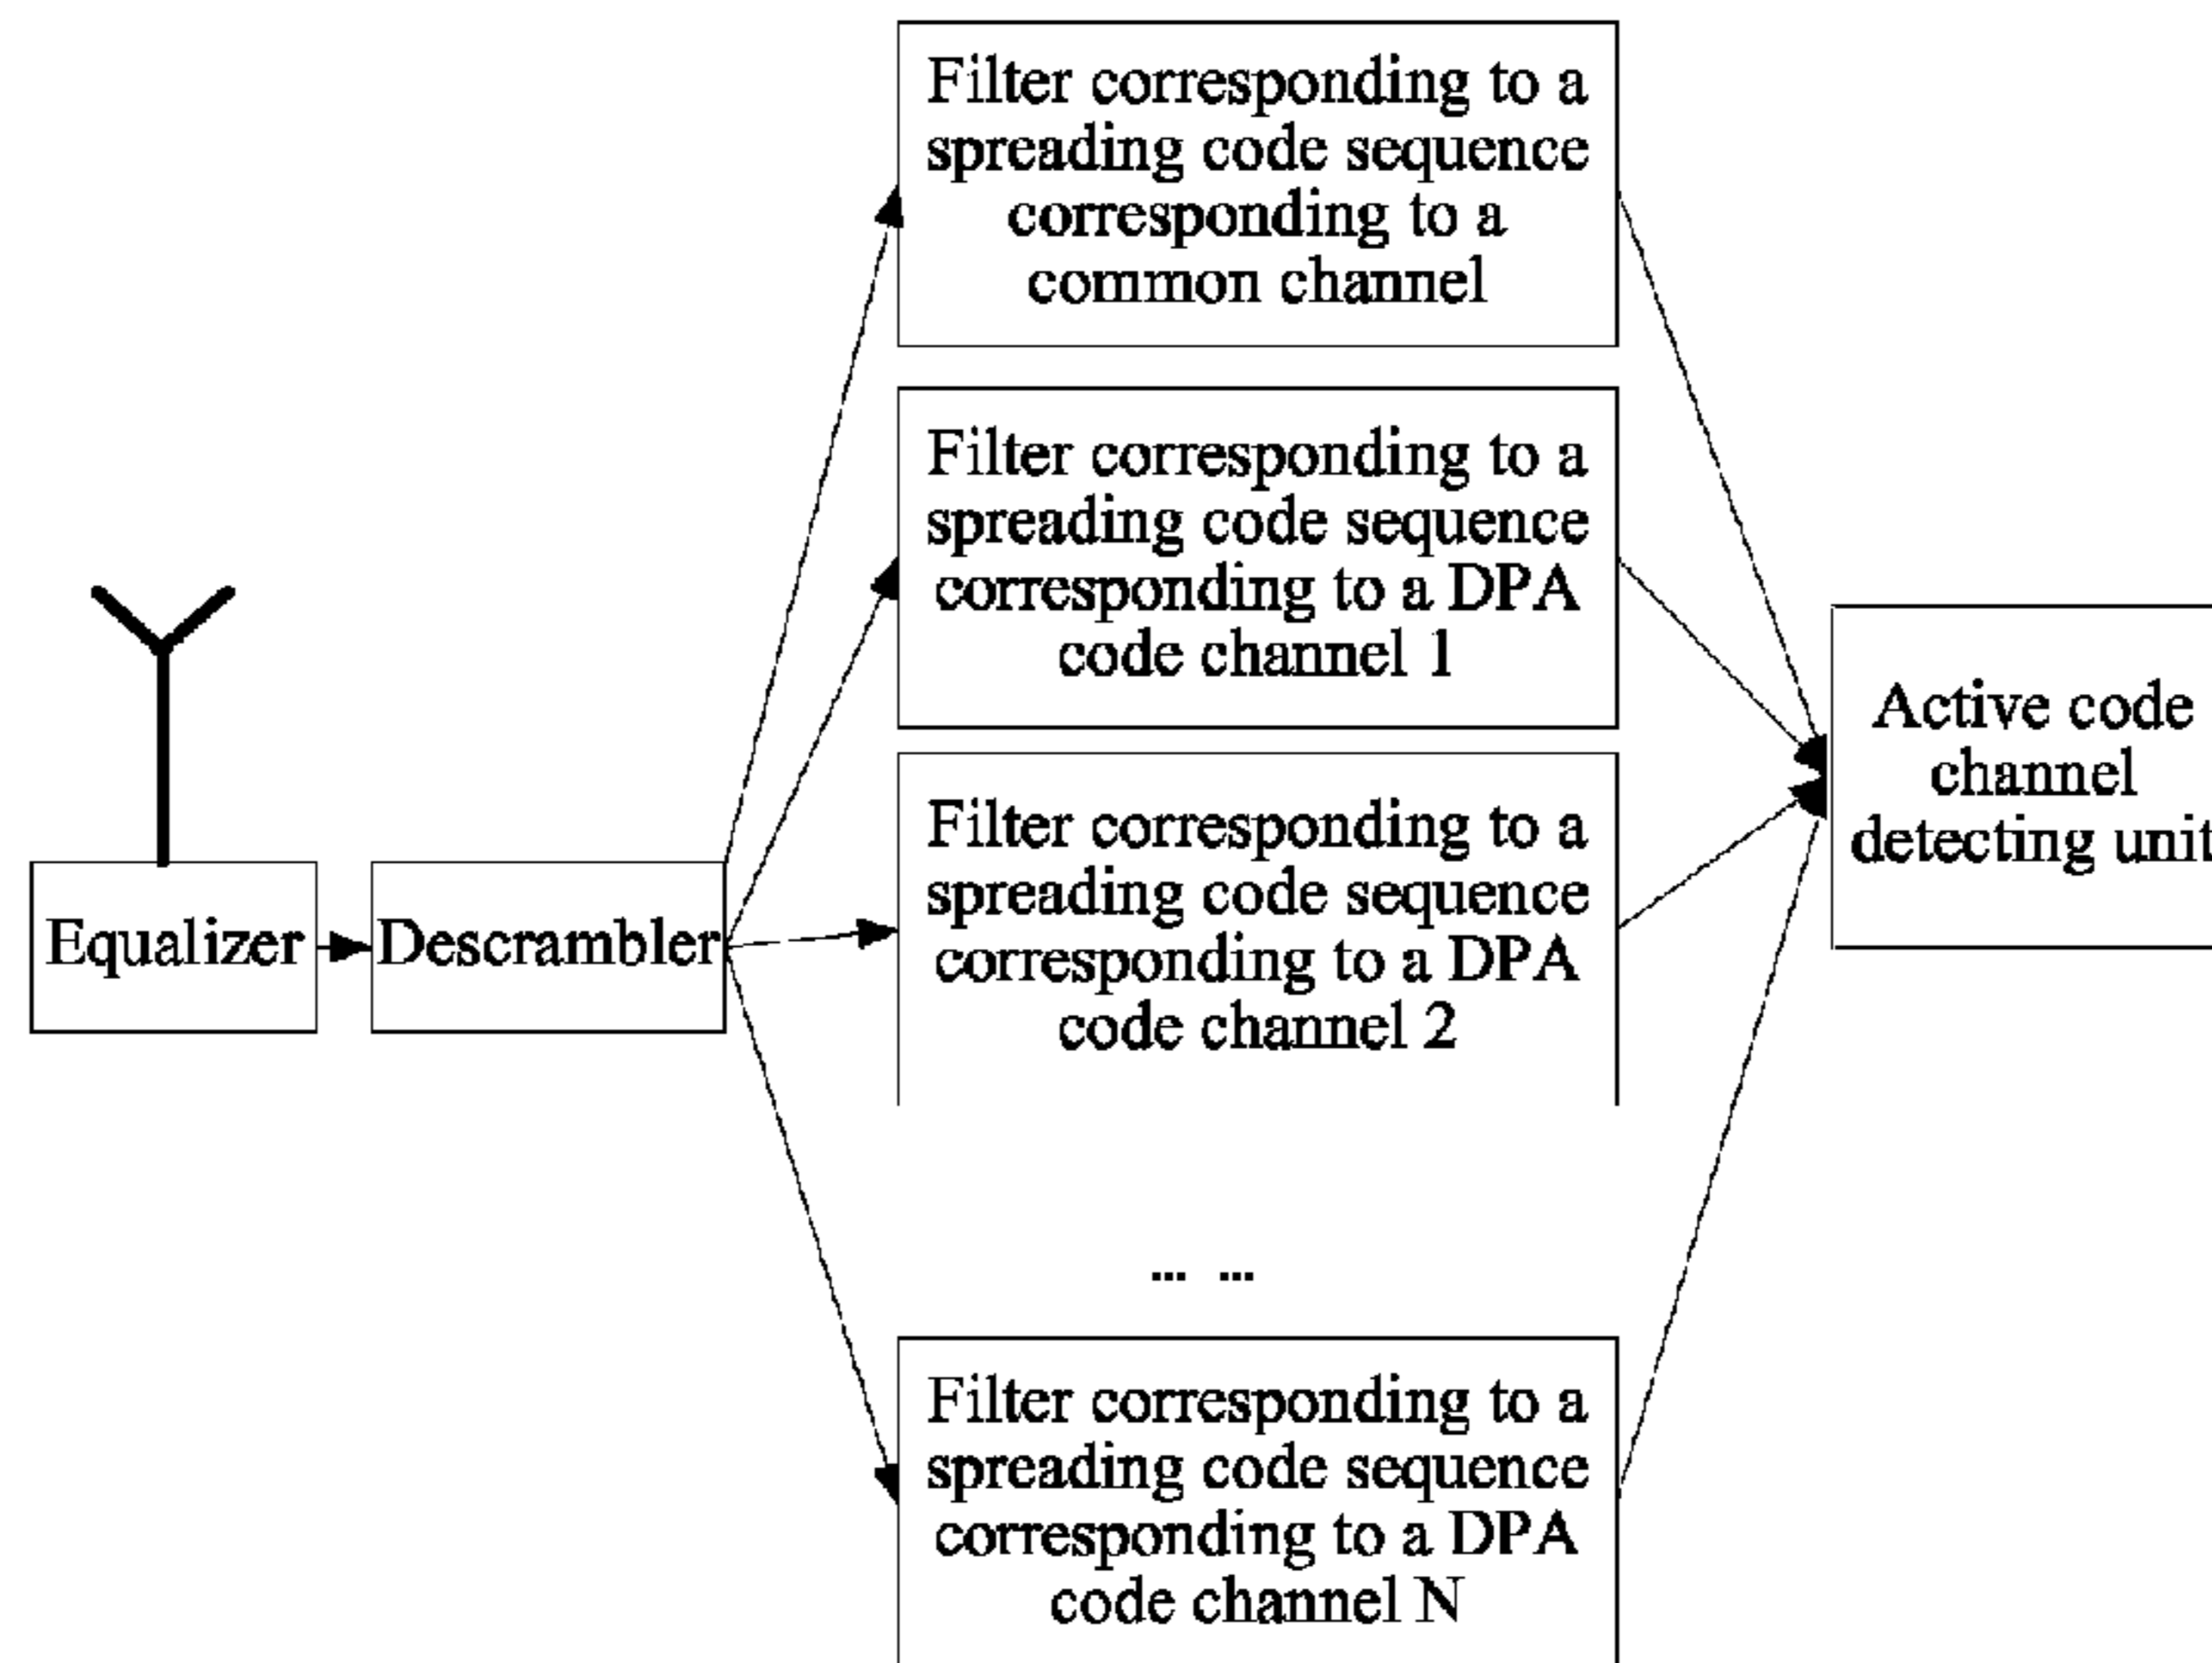 Filter corresponding to a
spreading code sequence
corresponding to a
common channel
Filter corresponding to a
spreading code sequence
corresponding to a DPA
code channel 1
Active code
channel
detecting unit
Filter corresponding to a
spreading code sequence
corresponding to a DPA
code channel 2
Equalizer
Descrambler
... ...
Filter corresponding to a
spreading code sequence
corresponding to a DPA
code channel N